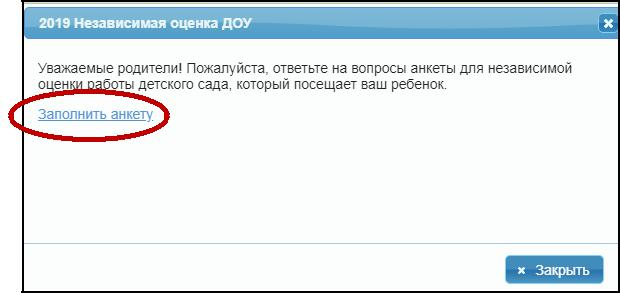 2019 Независимая оценка ДОУ
Уважаемые родители! Пожалуйста, ответьте на вопросы анкеты для независимой
оценки работы детского сада, который посещает ваш ребенок.
Заполнить анкету
Закрыть